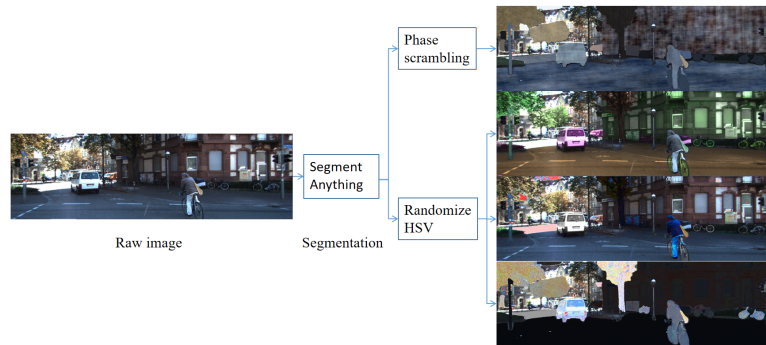 Phase
scrambling
Segment
Anything
Randomize
HSV
Raw image
Segmentation